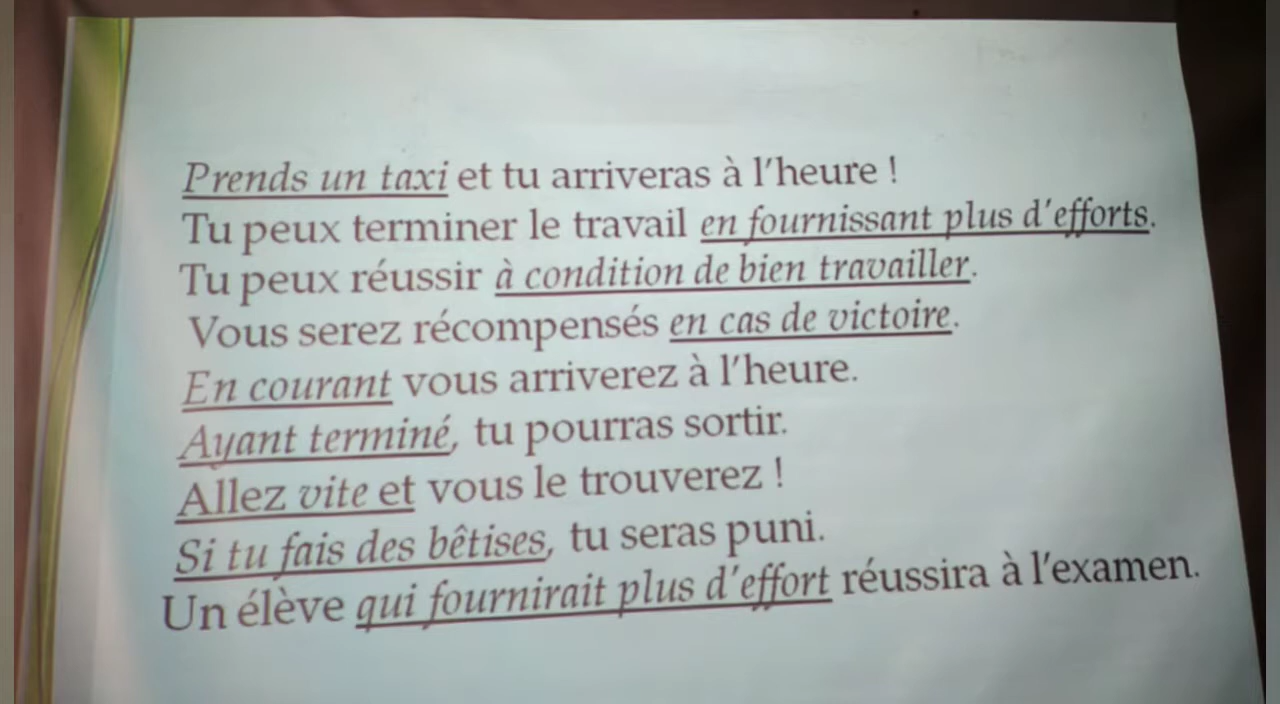 Prends un taxi et tu arriveras à l'heure !
Tu peux terminer le travail en fournissant plus d'efforts.
Tu peux réussir à condition de bien travailler.
Vous serez récompensés en cas de victoire.
En courant vous arriverez à l'heure.
Ayant terminé, tu pourras sortir.
Allez vite et vous le trouverez !
Si tu fais des bêtises, tu seras puni.
Un élève qui fournirait plus d'effort réussira à l'examen.